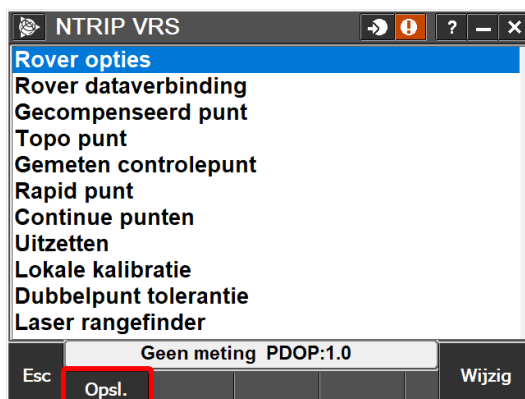 NTRIP VRS ? — X
Rover opties
Rover dataverbinding
Gecompenseerd punt
Topo punt
Gemeten controlepunt
Rapid punt
Continue punten
Uitzetten
Lokale kalibratie
Dubbelpunt tolerantie
Laser rangefinder
Geen meting PDOP:1.0
Esc Opsl. Wijzig